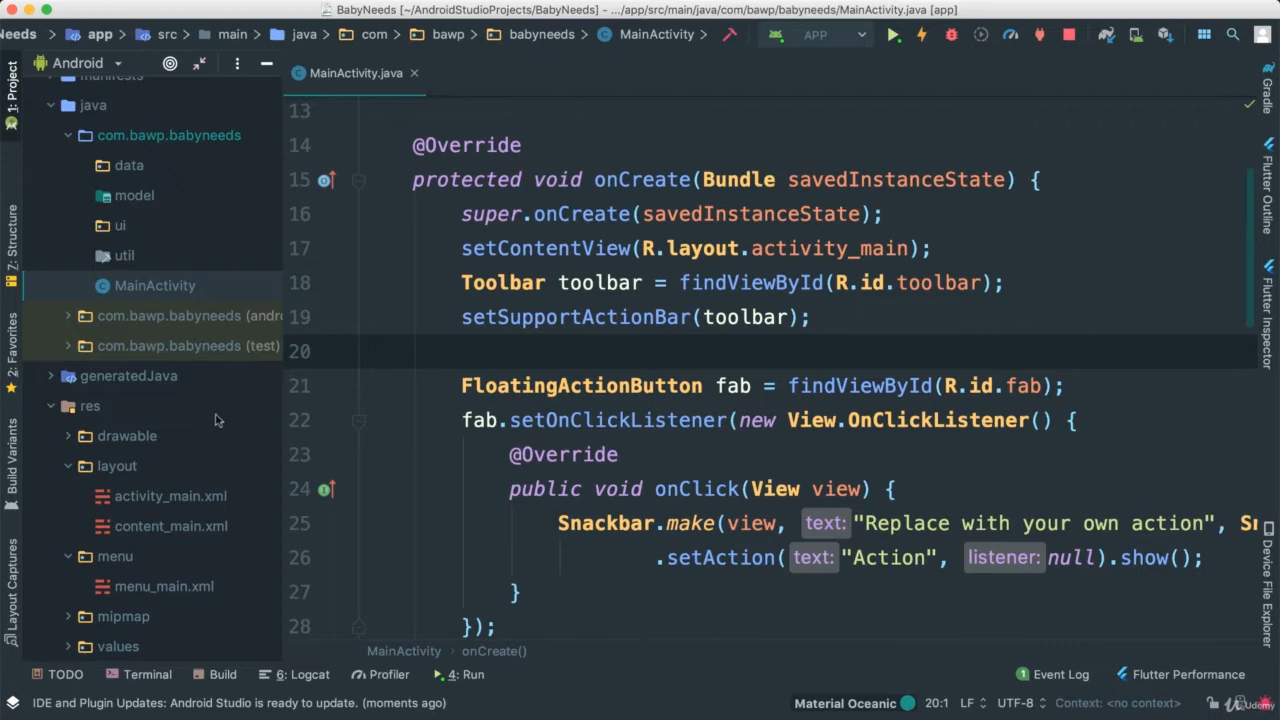 BabyNeeds [~/AndroidStudioProjects/BabyNeeds] - .../app/src/main/java/com/bawp/babyneeds/MainActivity.java [app]
Needs app src main java com bawp babyneeds MainActivity APP
1: Project
7: Structure
2: Favorites
Build Variants
Layout Captures
Android
manifests
java
com.bawp.babyneeds
data
model
ui
util
MainActivity
com.bawp.babyneeds (andro
com.bawp.babyneeds (test)
generatedJava
res
drawable
layout
activity_main.xml
content_main.xml
menu
menu_main.xml
mipmap
values
MainActivity.java
13
14 @Override
15 protected void onCreate(Bundle savedInstanceState) {
16 super.onCreate(savedInstanceState);
17 setContentView(R.layout.activity_main);
18 Toolbar toolbar = findViewById(R.id.toolbar);
19 setSupportActionBar(toolbar);
20
21 FloatingActionButton fab = findViewById(R.id.fab);
22 fab.setOnClickListener(new View.OnClickListener() {
23 @Override
24 public void onClick(View view) {
25 Snackbar.make(view, text: "Replace with your own action", Sn
26 .setAction(text: "Action", listener: null).show();
27 }
28 });
MainActivity onCreate()
Gradle
Flutter Outline
Flutter Inspector
Device File Explorer
TODO Terminal Build 6: Logcat Profiler 4: Run 1 Event Log Flutter Performance
IDE and Plugin Updates: Android Studio is ready to update. (moments ago) Material Oceanic 20:1 LF UTF-8 Context: <no context>
Udemy